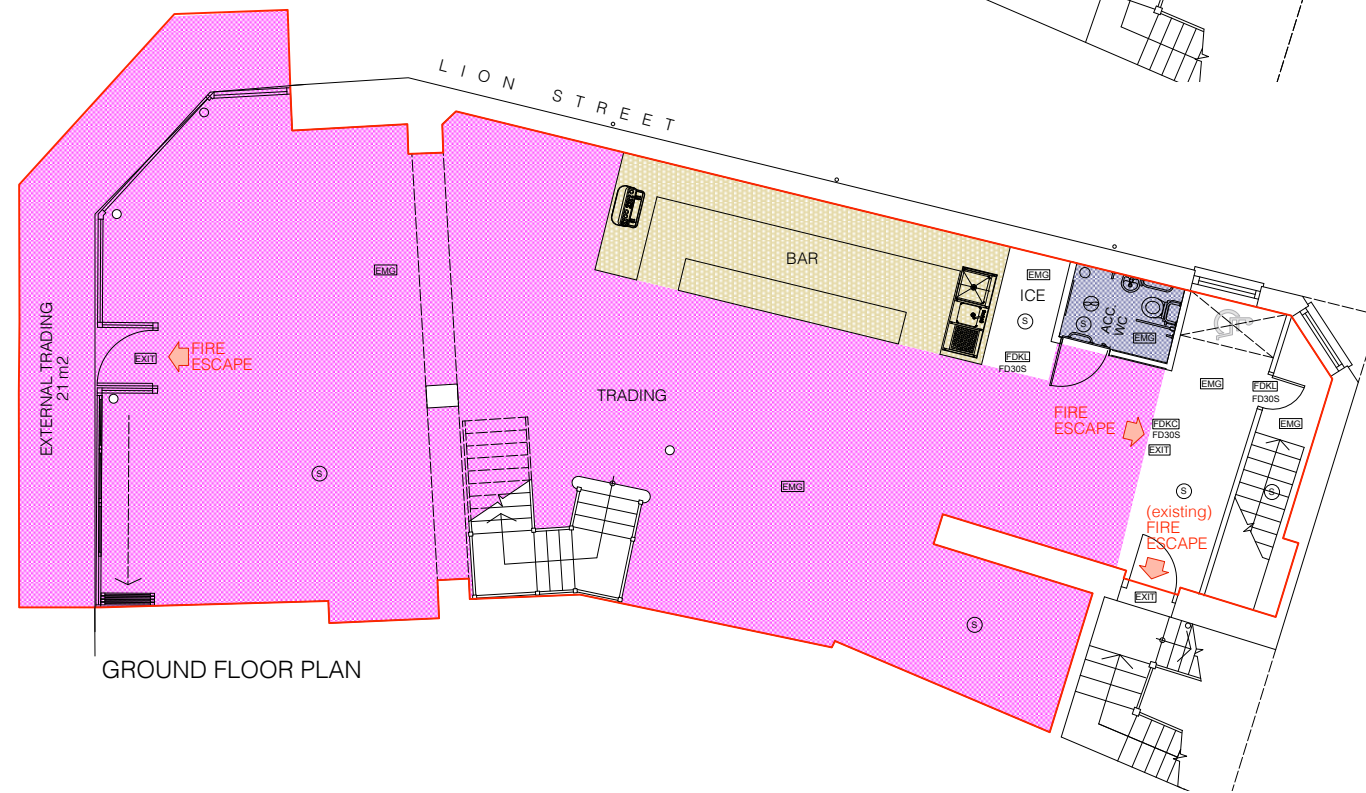 LION STREET
EMG
BAR
EMG
ICE
S
S
ACC.
WC
EMG
FDKL
FD30S
EXTERNAL TRADING
21 m2
EXIT
FIRE
ESCAPE
TRADING
EMG
FDKL
FD30S
EMG
FIRE
ESCAPE
FDKC
FD30S
EXIT
S
EMG
S
S
(existing)
FIRE
ESCAPE
EXIT
S
GROUND FLOOR PLAN